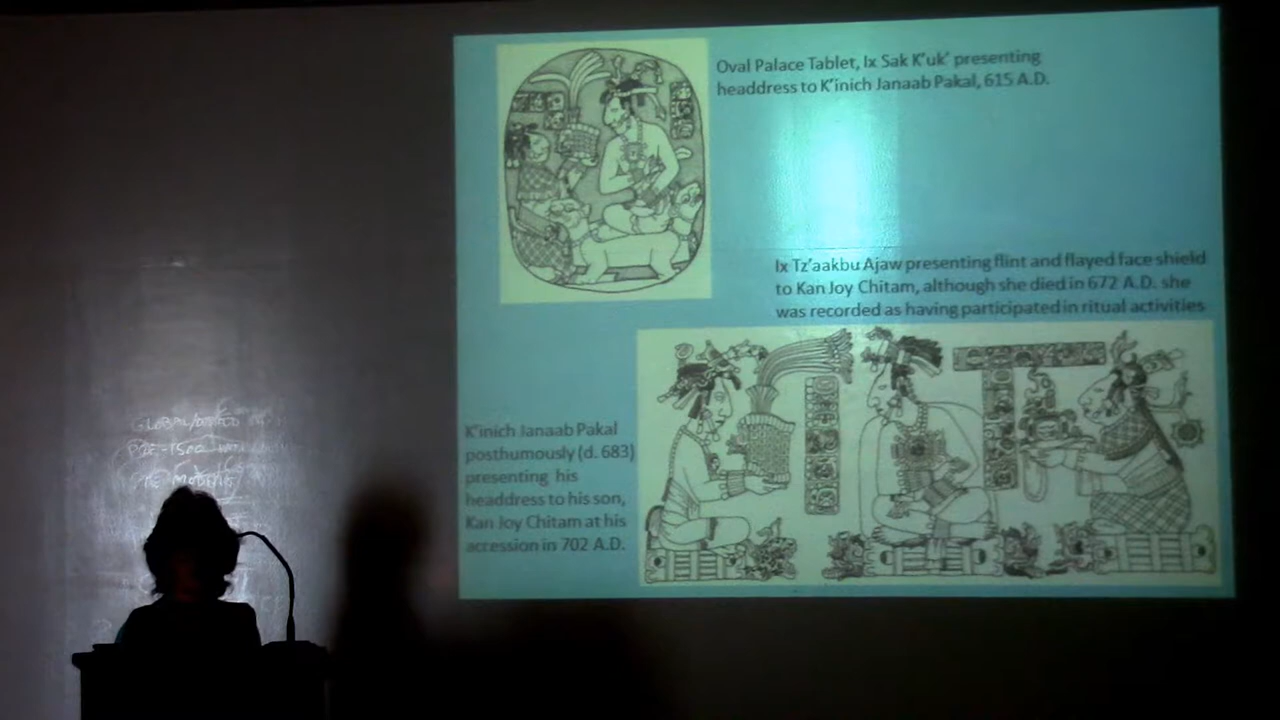 Oval Palace Tablet, Ix Sak K'uk' presenting
headdress to K'inich Janaab Pakal, 615 A.D.
Ix Tz'aakbu Ajaw presenting flint and flayed face shield
to Kan Joy Chitam, although she died in 672 A.D. she
was recorded as having participated in ritual activities
K'inich Janaab Pakal
posthumously (d. 683)
presenting his
headdress to his son,
Kan Joy Chitam at his
accession in 702 A.D.
GLOBAL/
PRE-1500